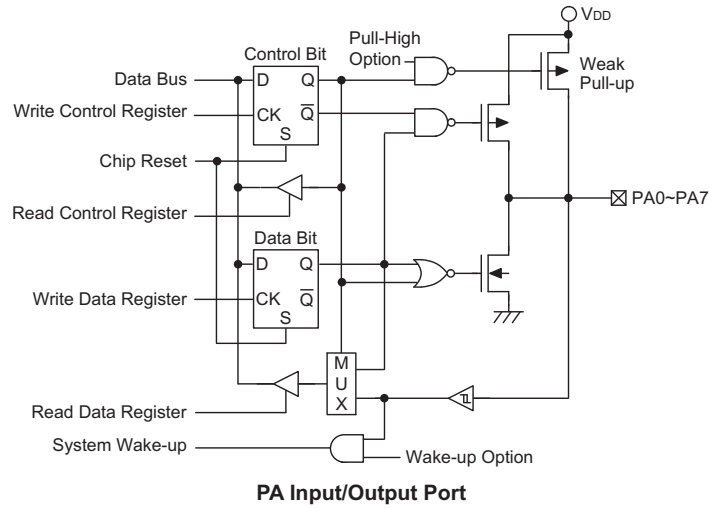 VDD
Control Bit
Pull-High
Option
Weak
Pull-up
Data Bus
D Q
Write Control Register
CK Q̅
S
Chip Reset
Read Control Register
PA0~PA7
Data Bit
D Q
Write Data Register
CK Q̅
S
M
U
X
Read Data Register
System Wake-up
Wake-up Option
PA Input/Output Port